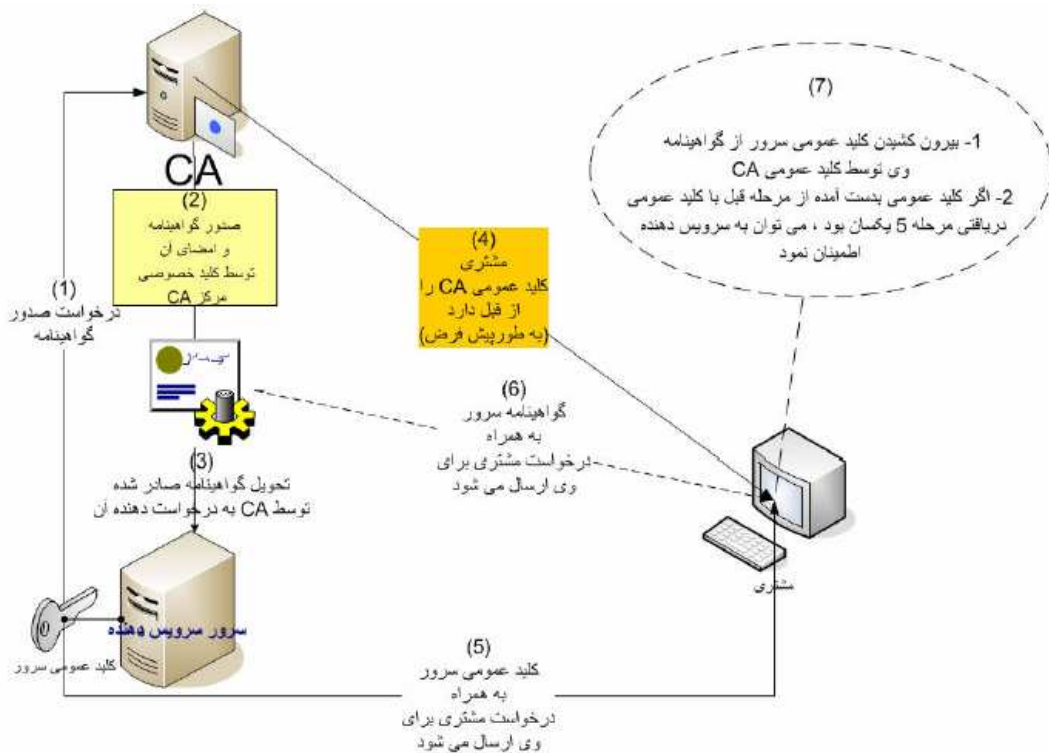 CA
(1)
درخواست صدور
گواهینامه
(2)
صدور گواهینامه
و امضای آن
توسط کلید خصوصی
مرکز CA
(3)
تحویل گواهینامه صادر شده
توسط CA به درخواست دهنده آن
سرور سرویس دهنده
کلید عمومی سرور
(4)
مشتری
کلید عمومی CA را
از قبل دارد
(به طورپیش فرض)
(5)
کلید عمومی سرور
به همراه
درخواست مشتری برای
وی ارسال می شود
(6)
گواهینامه سرور
به همراه
درخواست مشتری برای
وی ارسال می شود
مشتری
(7)
1- بیرون کشیدن کلید عمومی سرور از گواهینامه
وی توسط کلید عمومی CA
2- اگر کلید عمومی بدست آمده از مرحله قبل با کلید عمومی
دریافتی مرحله 5 یکسان بود ، می توان به سرویس دهنده
اطمینان نمود